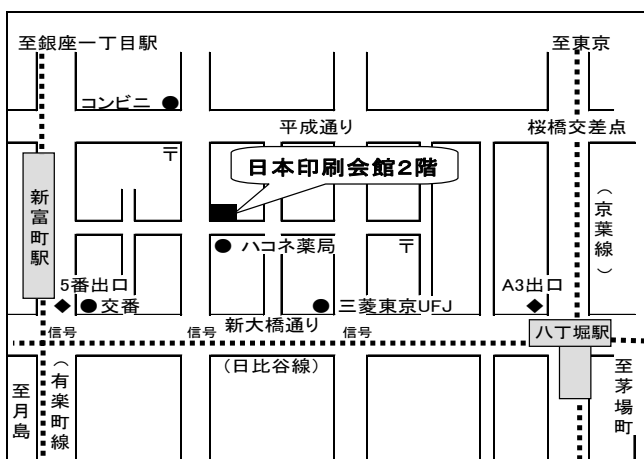 至銀座一丁目駅
至東京
コンビニ
平成通り
桜橋交差点
〒
日本印刷会館2階
新富町駅
（京葉線）
ハコネ薬局
〒
5番出口
A3出口
交番
三菱東京UFJ
信号
信号
新大橋通り
信号
八丁堀駅
（日比谷線）
（有楽町線）
至月島
至茅場町